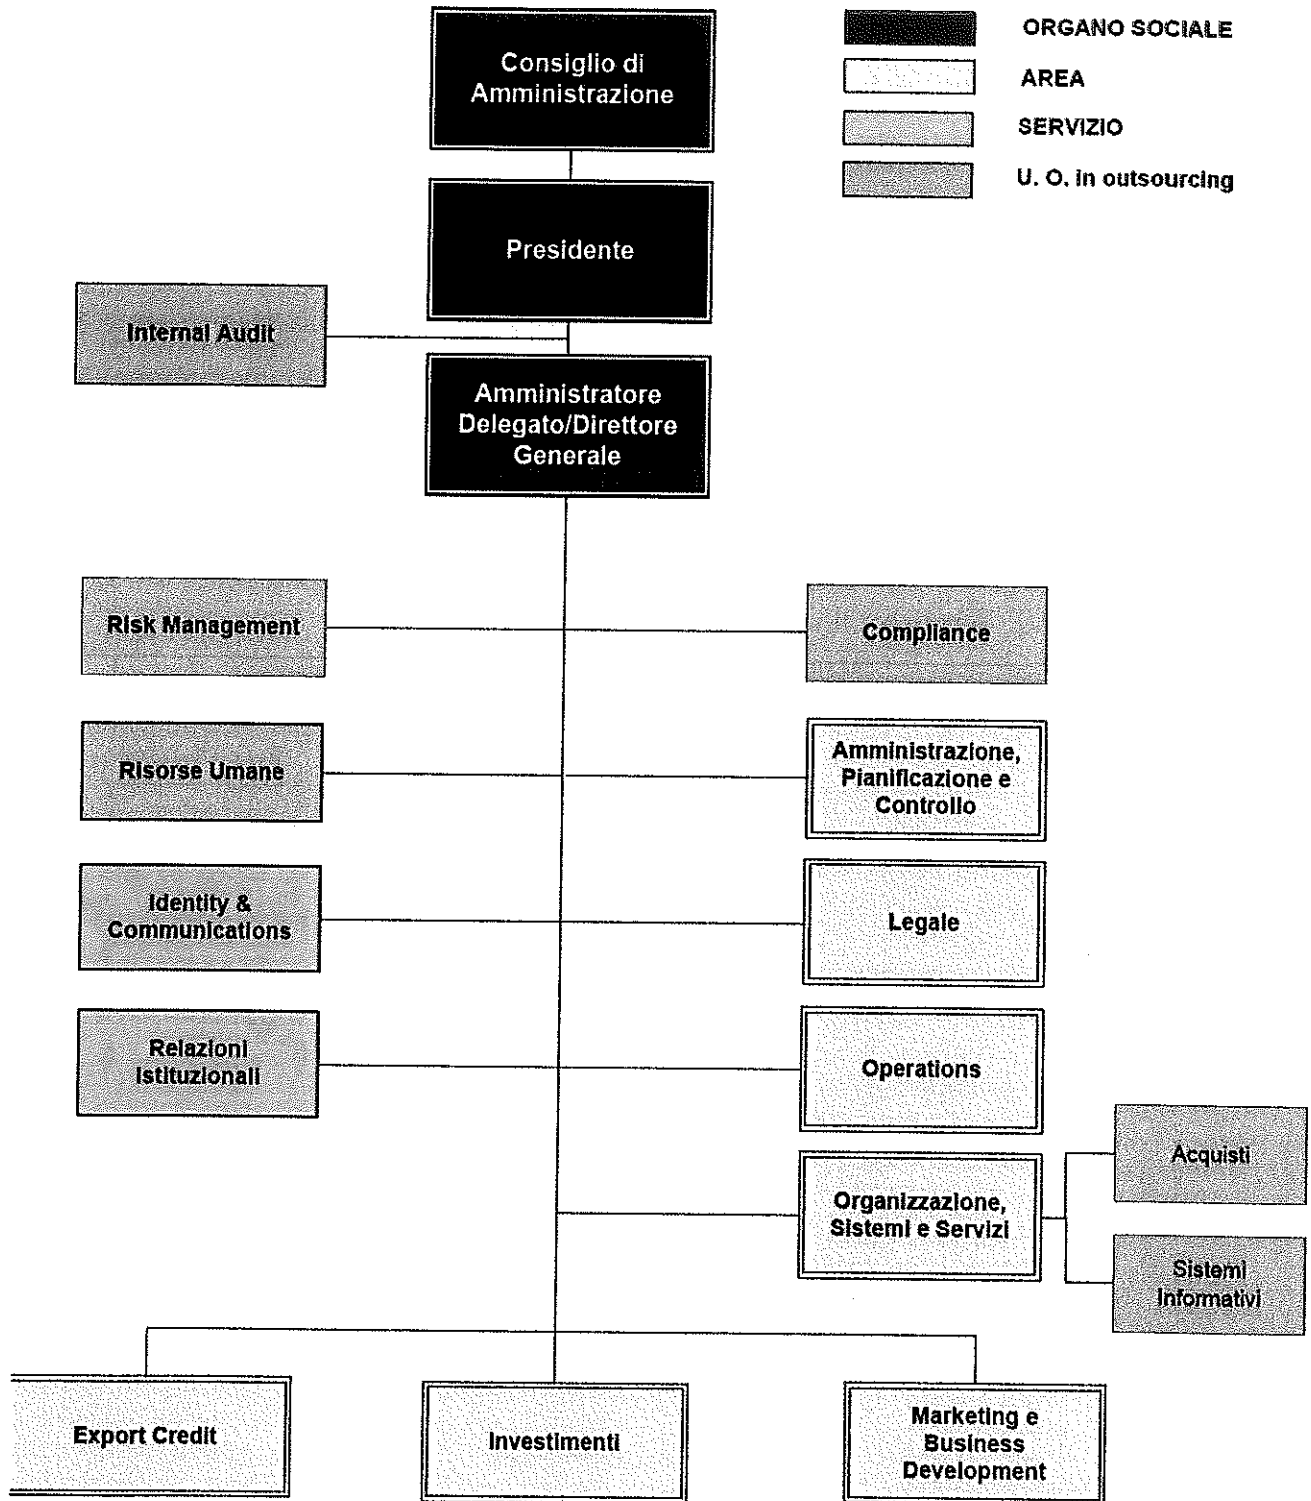 Consiglio di
Amministrazione
ORGANO SOCIALE
AREA
SERVIZIO
U. O. in outsourcing
Presidente
Internal Audit
Amministratore
Delegato/Direttore
Generale
Risk Management
Compliance
Risorse Umane
Amministrazione,
Pianificazione e
Controllo
Identity &
Communications
Legale
Relazioni
Istituzionali
Operations
Acquisti
Organizzazione,
Sistemi e Servizi
Sistemi
Informativi
Export Credit
Investimenti
Marketing e
Business
Development